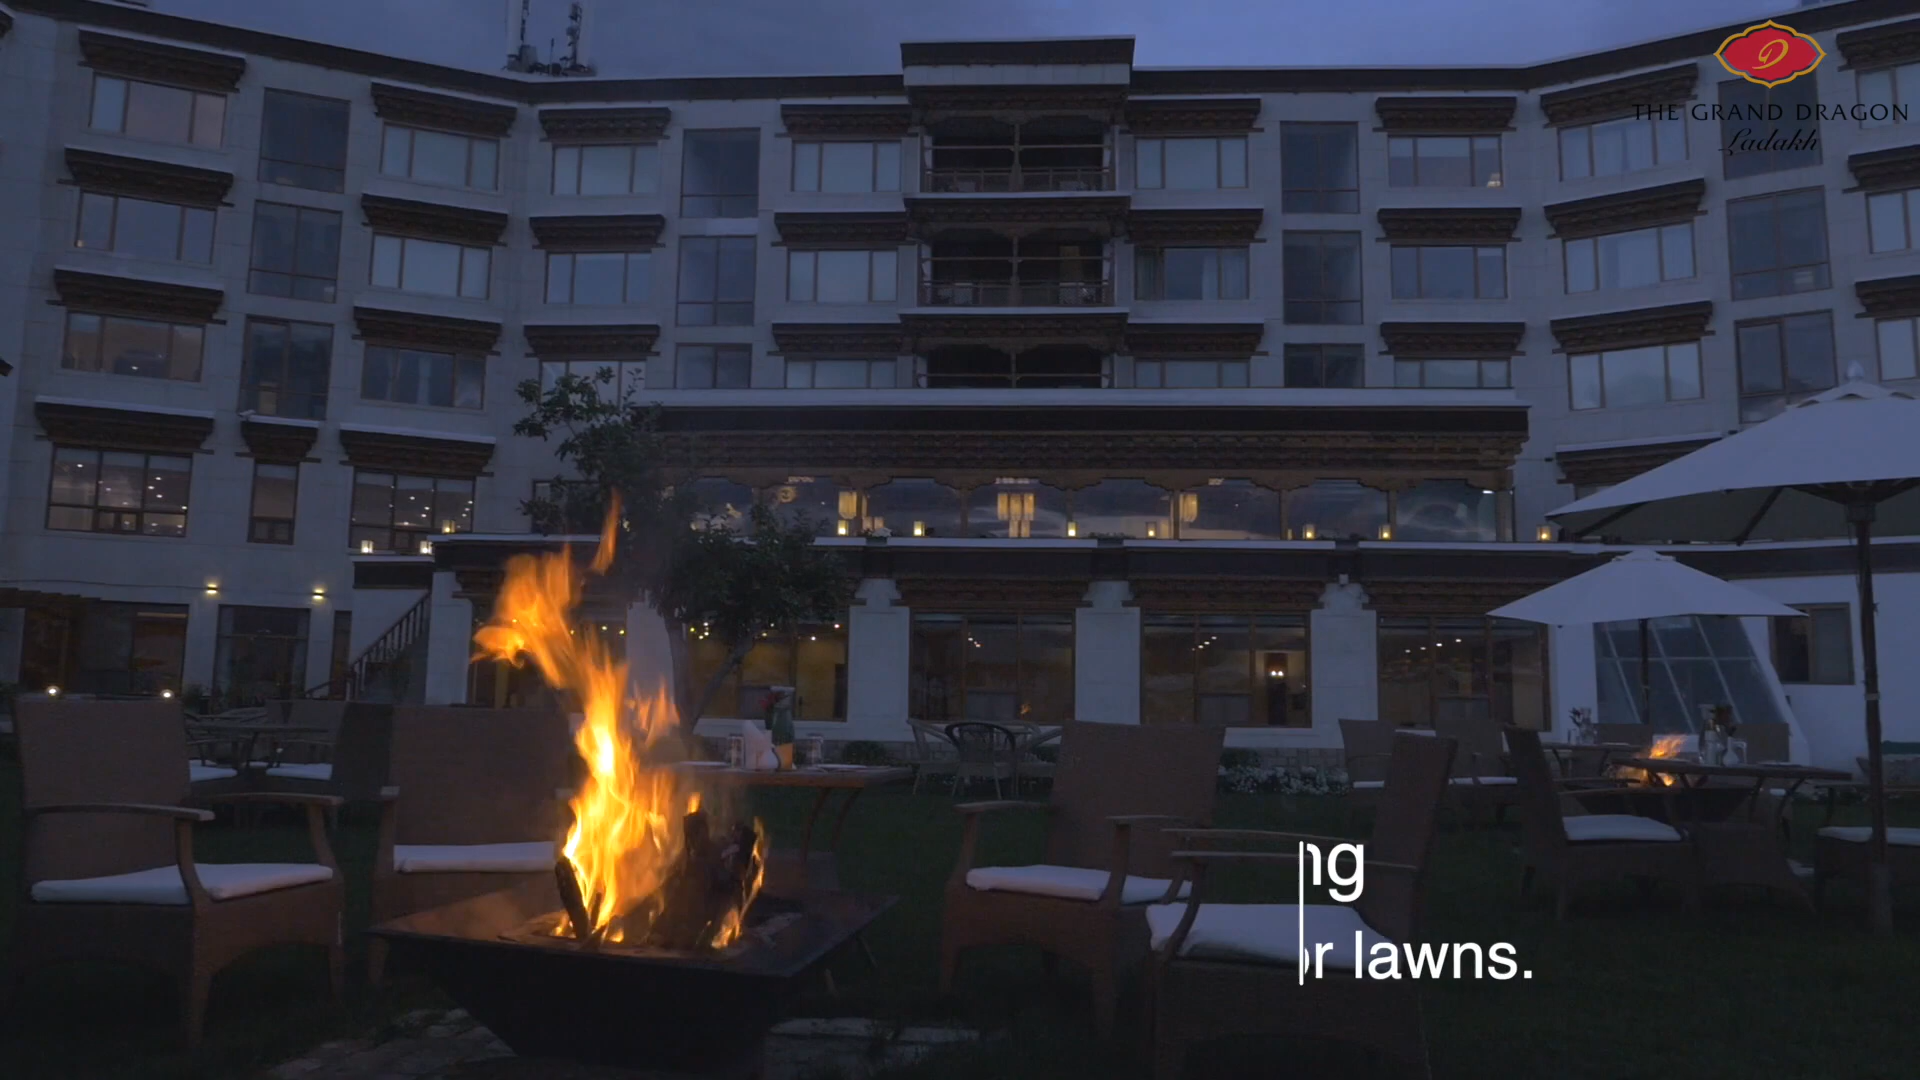 D
THE GRAND DRAGON
Ladakh
ng
r lawns.